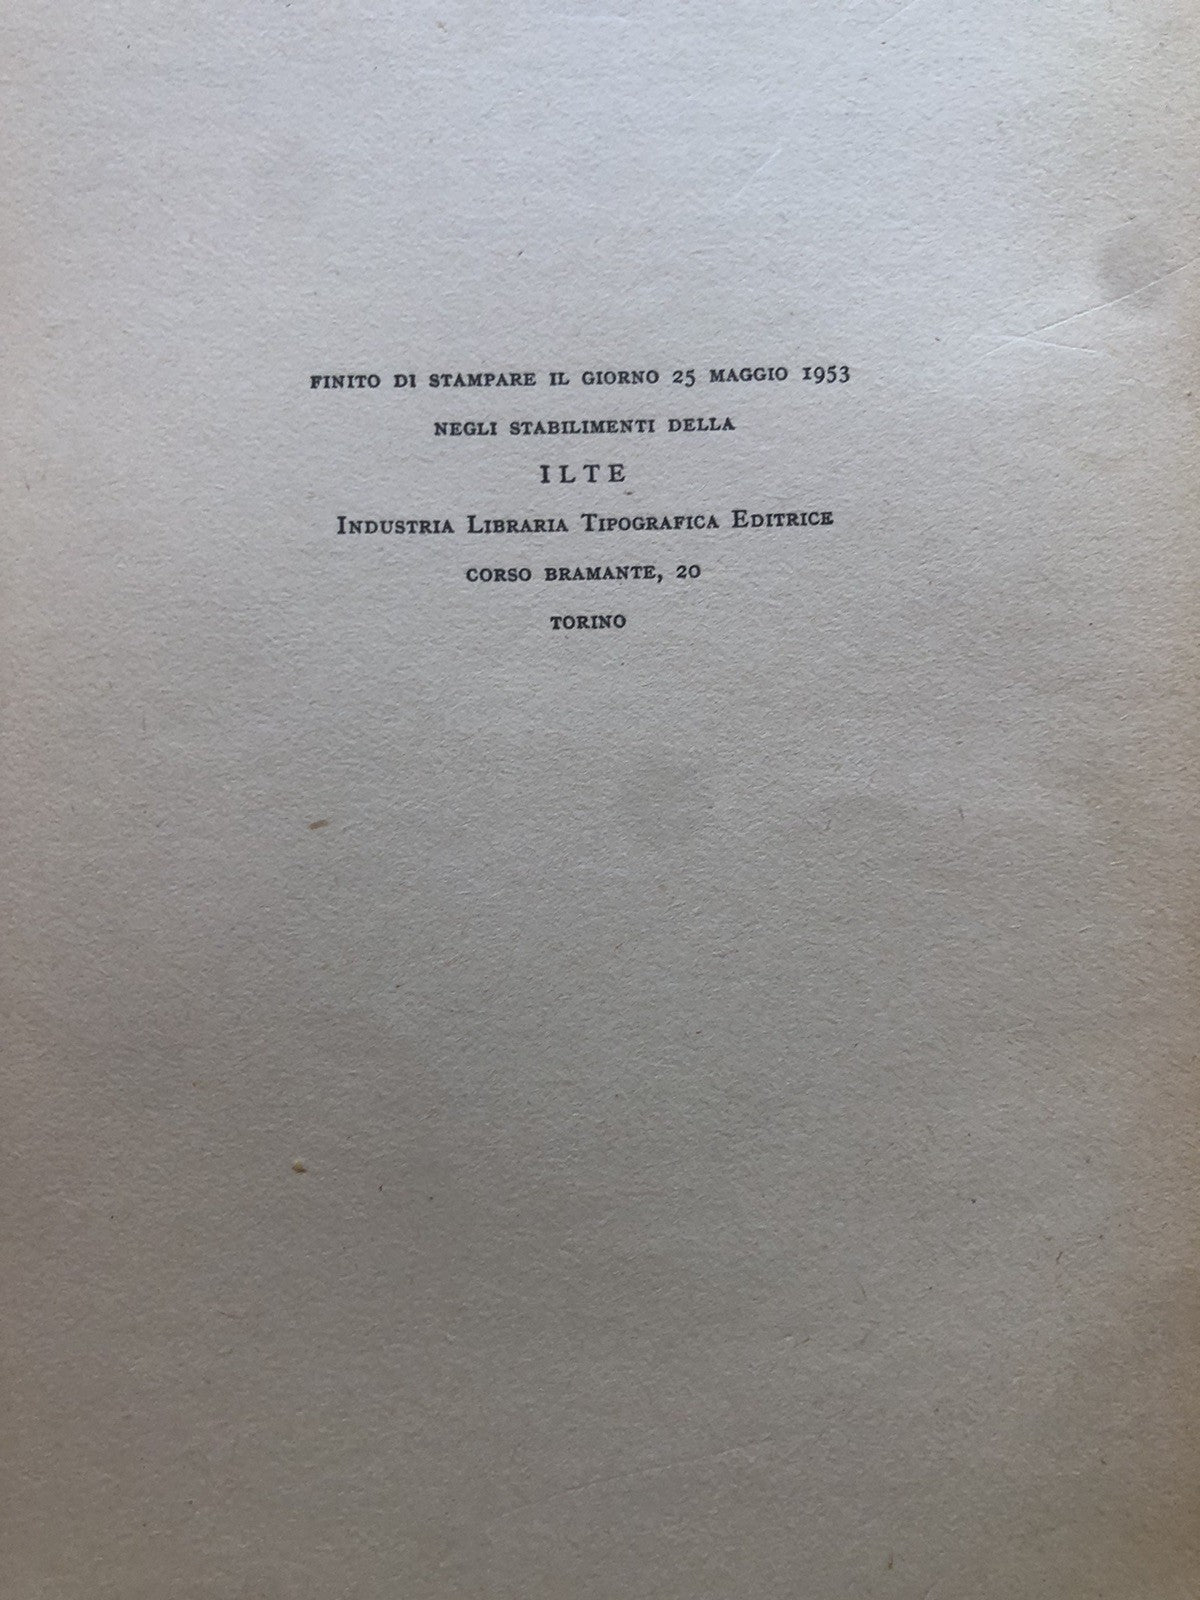 FINITO DI STAMPARE IL GIORNO 25 MAGGIO 1953
NEGLI STABILIMENTI DELLA
ILTE
INDUSTRIA LIBRARIA TIPOGRAFICA EDITRICE
CORSO BRAMANTE, 20
TORINO